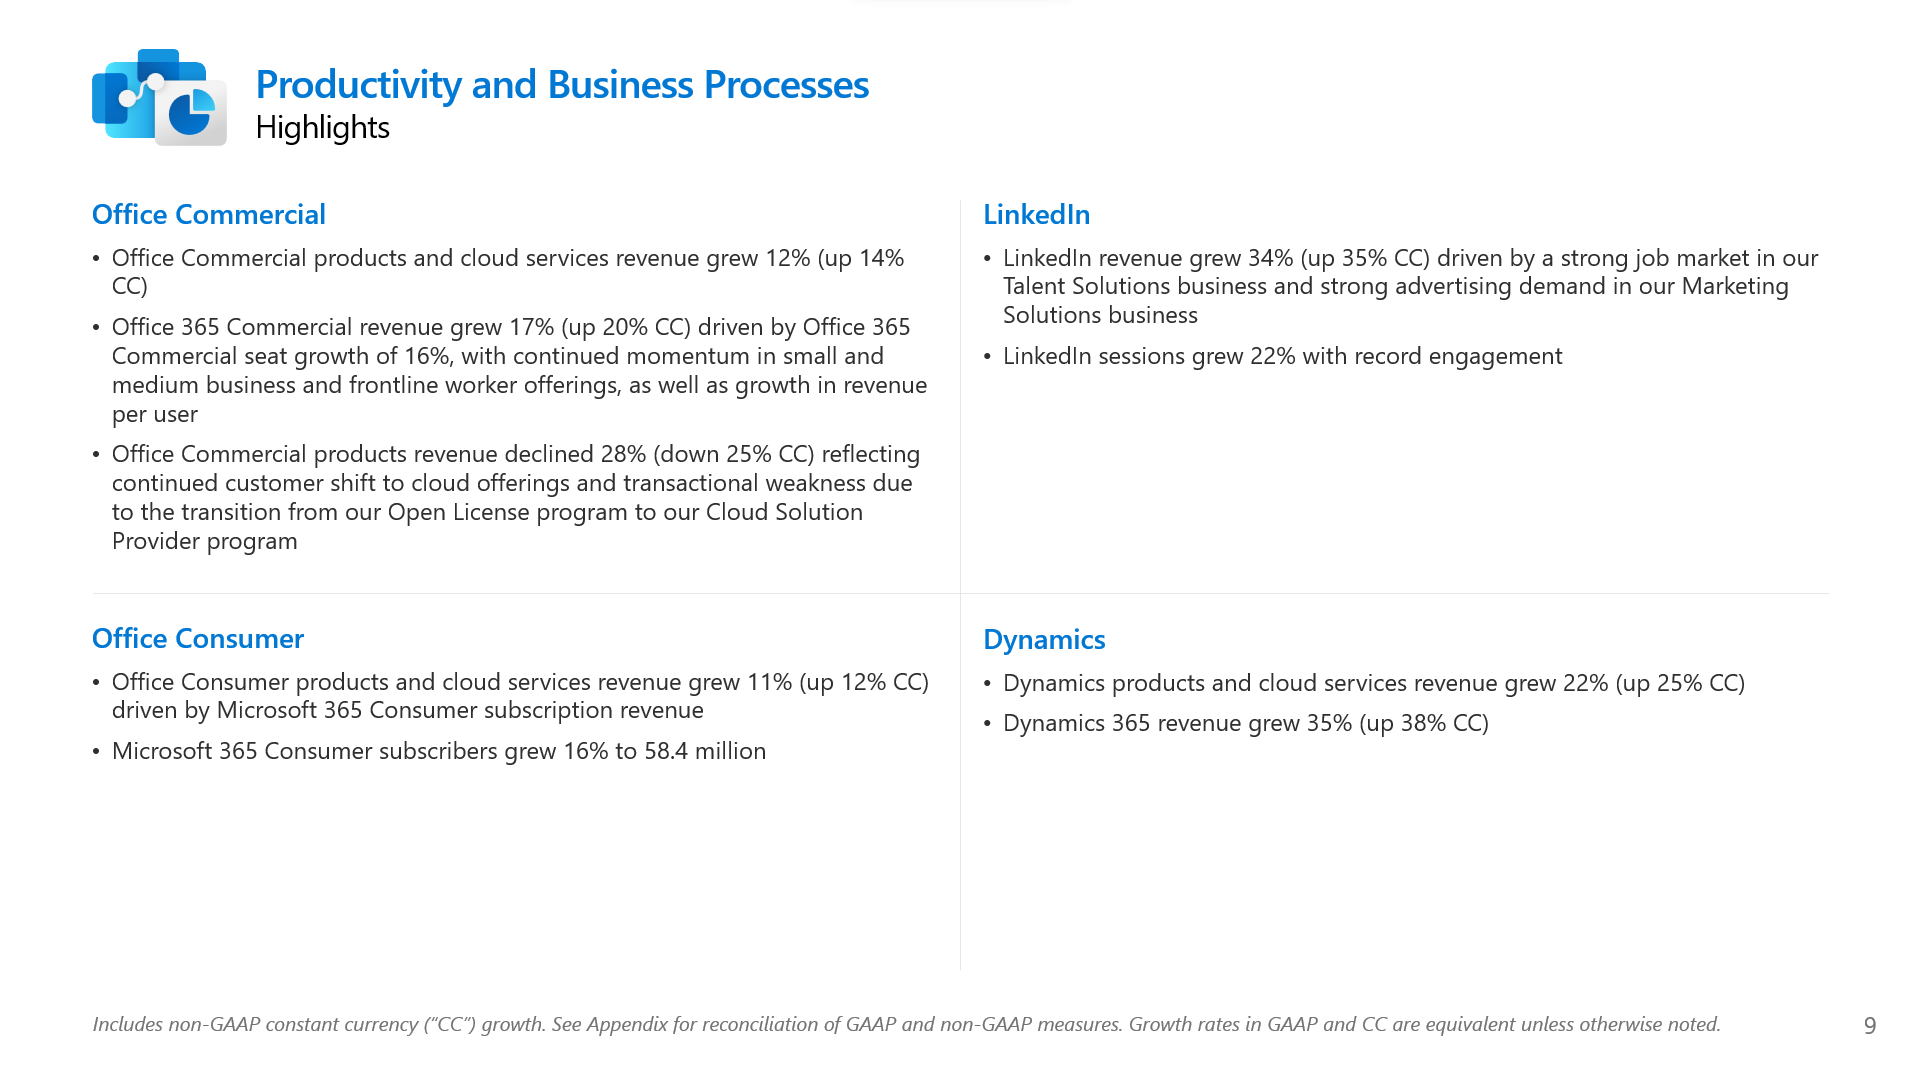 Productivity and Business Processes
Highlights
Office Commercial
• Office Commercial products and cloud services revenue grew 12% (up 14%
CC)
• Office 365 Commercial revenue grew 17% (up 20% CC) driven by Office 365
Commercial seat growth of 16%, with continued momentum in small and
medium business and frontline worker offerings, as well as growth in revenue
per user
• Office Commercial products revenue declined 28% (down 25% CC) reflecting
continued customer shift to cloud offerings and transactional weakness due
to the transition from our Open License program to our Cloud Solution
Provider program
LinkedIn
• LinkedIn revenue grew 34% (up 35% CC) driven by a strong job market in our
Talent Solutions business and strong advertising demand in our Marketing
Solutions business
• LinkedIn sessions grew 22% with record engagement
Office Consumer
• Office Consumer products and cloud services revenue grew 11% (up 12% CC)
driven by Microsoft 365 Consumer subscription revenue
• Microsoft 365 Consumer subscribers grew 16% to 58.4 million
Dynamics
• Dynamics products and cloud services revenue grew 22% (up 25% CC)
• Dynamics 365 revenue grew 35% (up 38% CC)
Includes non-GAAP constant currency (“CC”) growth. See Appendix for reconciliation of GAAP and non-GAAP measures. Growth rates in GAAP and CC are equivalent unless otherwise noted.
9